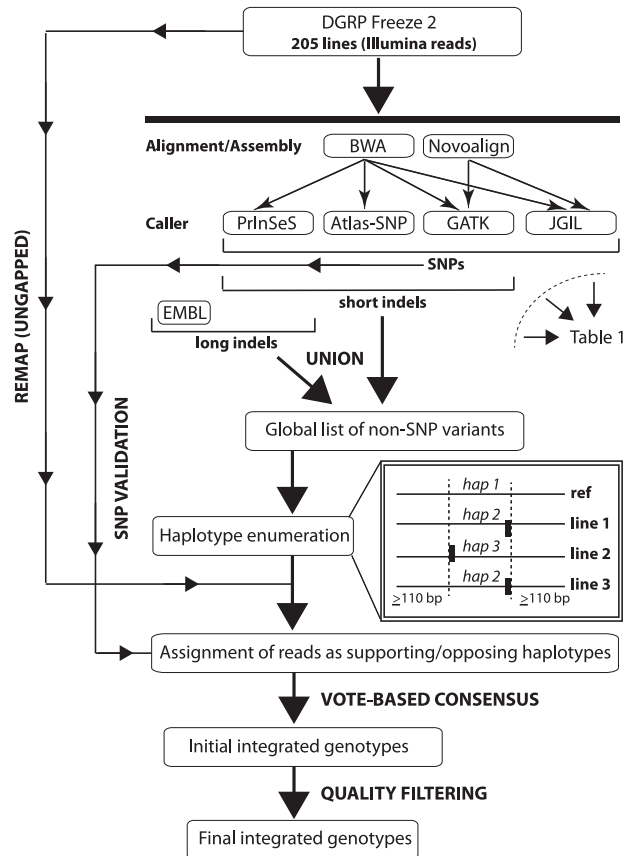 DGRP Freeze 2
205 lines (Illumina reads)
Alignment/Assembly
BWA
Novoalign
Caller
PrInSeS
Atlas-SNP
GATK
JGIL
SNPs
short indels
EMBL
long indels
Table 1
UNION
REMAP (UNGAPPED)
SNP VALIDATION
Global list of non-SNP variants
Haplotype enumeration
hap 1
ref
hap 2
line 1
hap 3
line 2
hap 2
line 3
≥110 bp
≥110 bp
Assignment of reads as supporting/opposing haplotypes
VOTE-BASED CONSENSUS
Initial integrated genotypes
QUALITY FILTERING
Final integrated genotypes